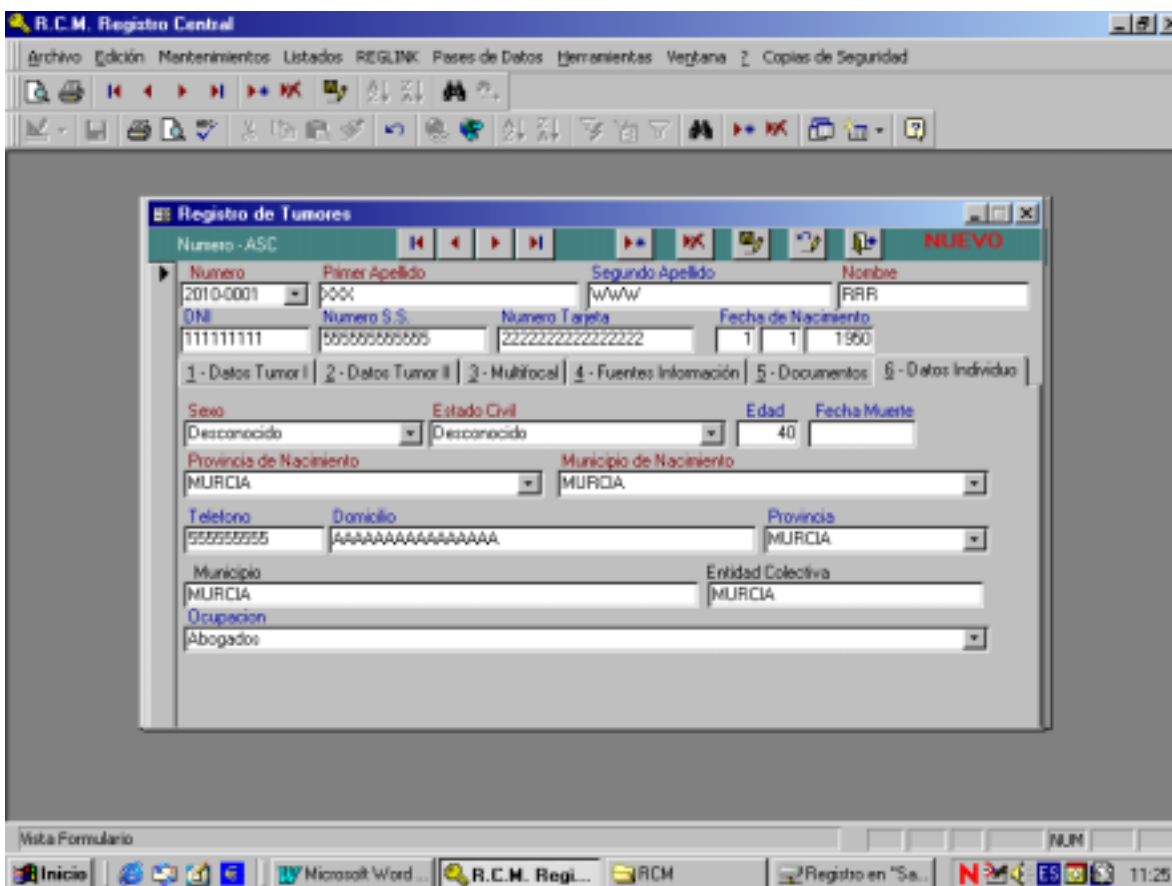 R.C.M. Registro Central
Archivo Edición Mantenimientos Listados REGLINK Pases de Datos Herramientas Ventana ? Copias de Seguridad
Registro de Tumores
Numero - ASC NUEVO
Numero Primer Apellido Segundo Apellido Nombre
2010-0001 XXX WWW RRR
DNI Numero S.S. Numero Tarjeta Fecha de Nacimiento
111111111 555555555555 2222222222222222 1 1 1950
1 - Datos Tumor I 2 - Datos Tumor II 3 - Multifocal 4 - Fuentes Información 5 - Documentos 6 - Datos Individuo
Sexo Estado Civil Edad Fecha Muerte
Desconocido Desconocido 40
Provincia de Nacimiento Municipio de Nacimiento
MURCIA MURCIA
Telefono Domicilio Provincia
555555555 AAAAAAAAAAAAAAAA MURCIA
Municipio Entidad Colectiva
MURCIA MURCIA
Ocupacion
Abogados
Vista Formulario NUM
Inicio Microsoft Word ... R.C.M. Regi... RCM Registro en "Sa... ES 11:25